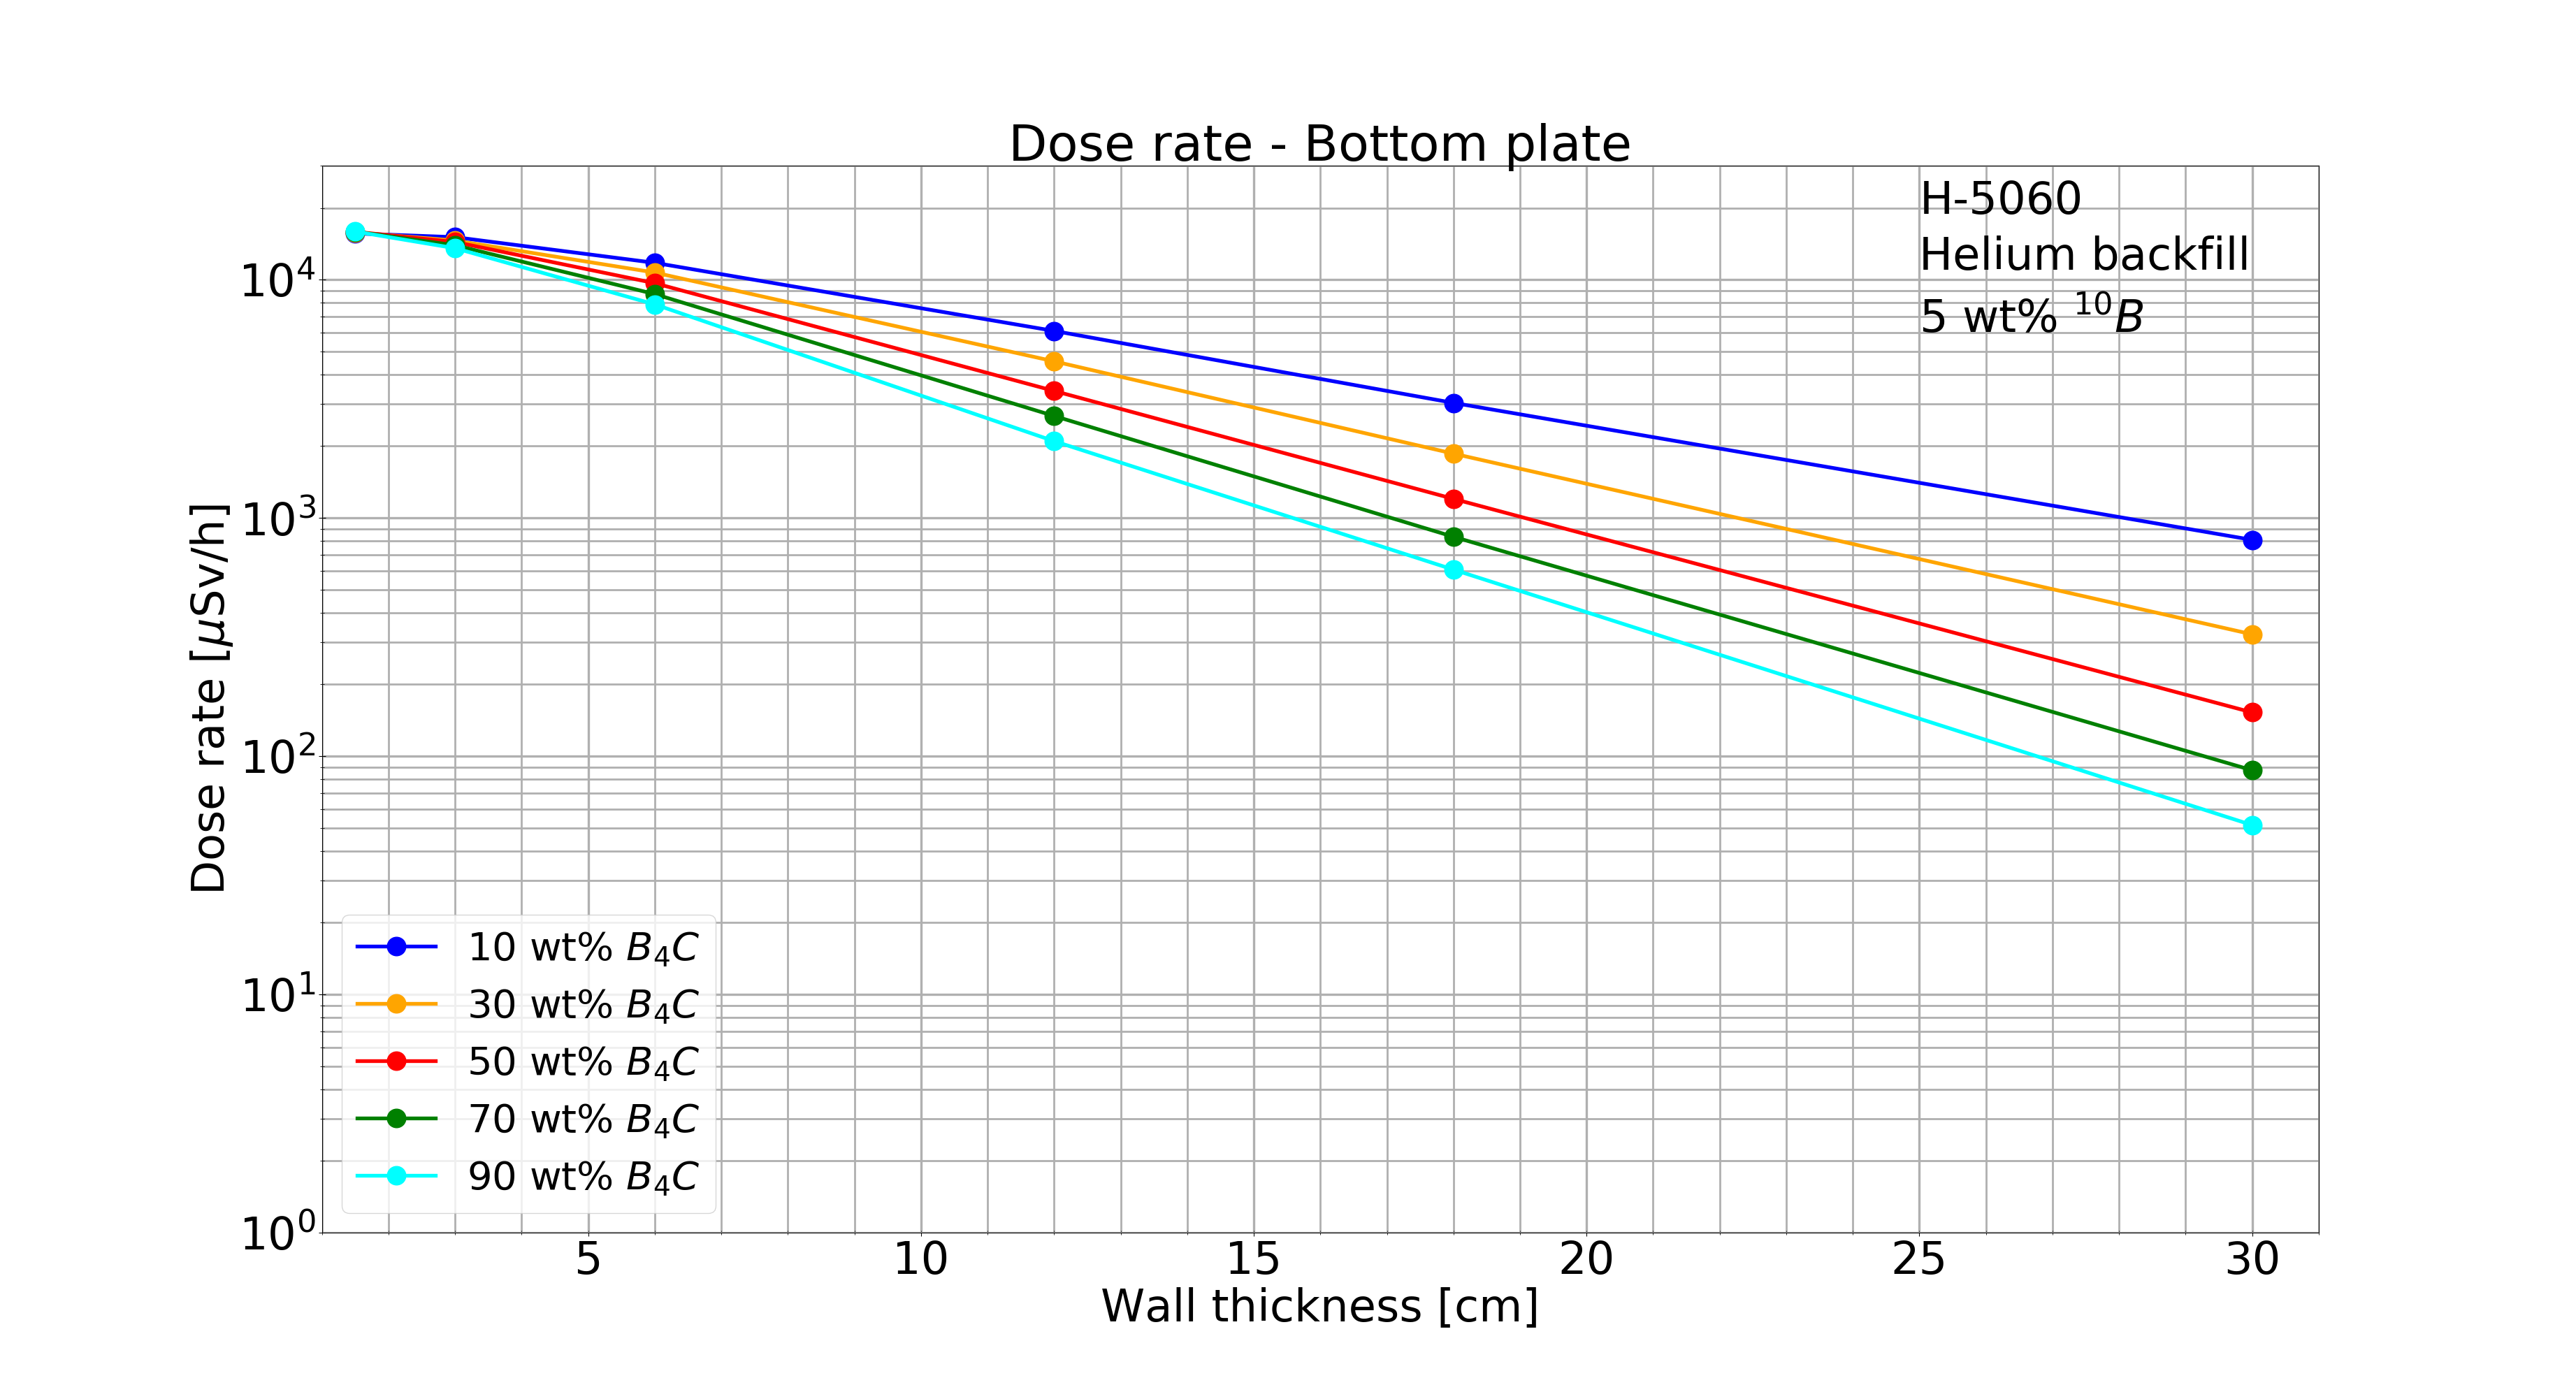 Dose rate - Bottom plate
H-5060
Helium backfill
5 wt% ¹⁰B
Dose rate [μSv/h]
10⁴
10³
10²
10¹
10⁰
10 wt% B₄C
30 wt% B₄C
50 wt% B₄C
70 wt% B₄C
90 wt% B₄C
5 10 15 20 25 30
Wall thickness [cm]